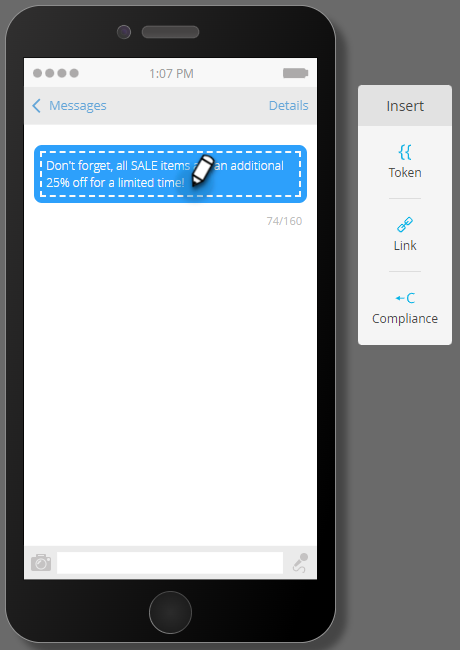 1:07 PM
Messages
Details
Don't forget, all SALE items an additional
25% off for a limited time!
74/160
Insert
{{
Token
Link
C
Compliance